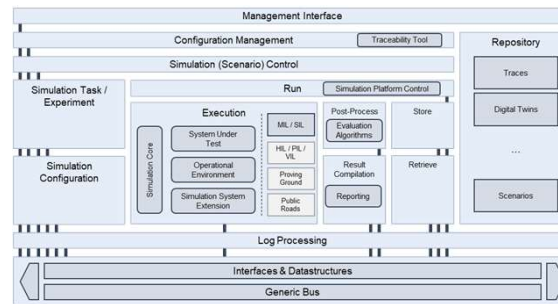 Management Interface
Configuration Management
Traceability Tool
Repository
Simulation (Scenario) Control
Traces
Simulation Task /
Experiment
Run
Simulation Platform Control
Execution
Post-Process
Store
Digital Twins
Simulation Core
System Under
Test
MIL / SIL
Evaluation
Algorithms
HIL / PIL /
VIL
Operational
Environment
...
Simulation
Configuration
Result
Compilation
Retrieve
Proving
Ground
Simulation System
Extension
Reporting
Scenarios
Public
Roads
Log Processing
Interfaces & Datastructures
Generic Bus